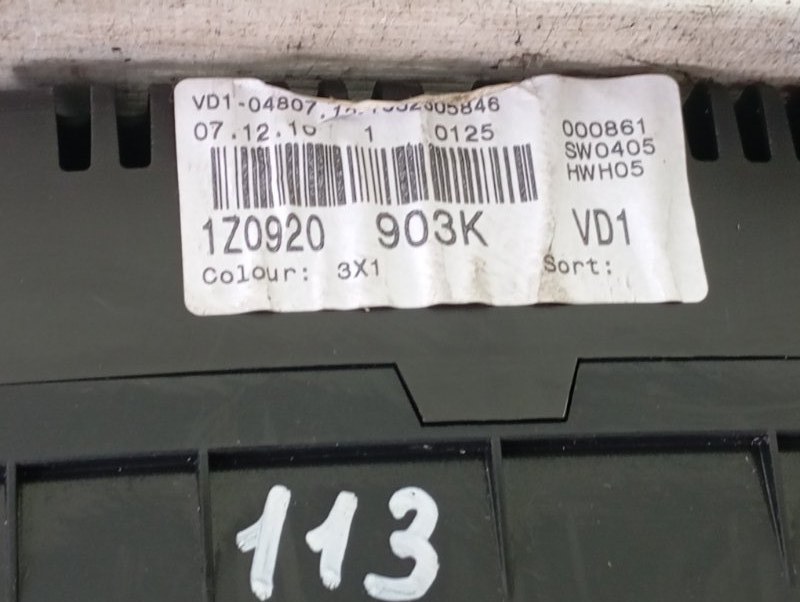 VD1-04807
07.12.10 1 0125
000861
SW0405
HWH05
1Z0920 903K VD1
Colour: 3X1 Sort:
113